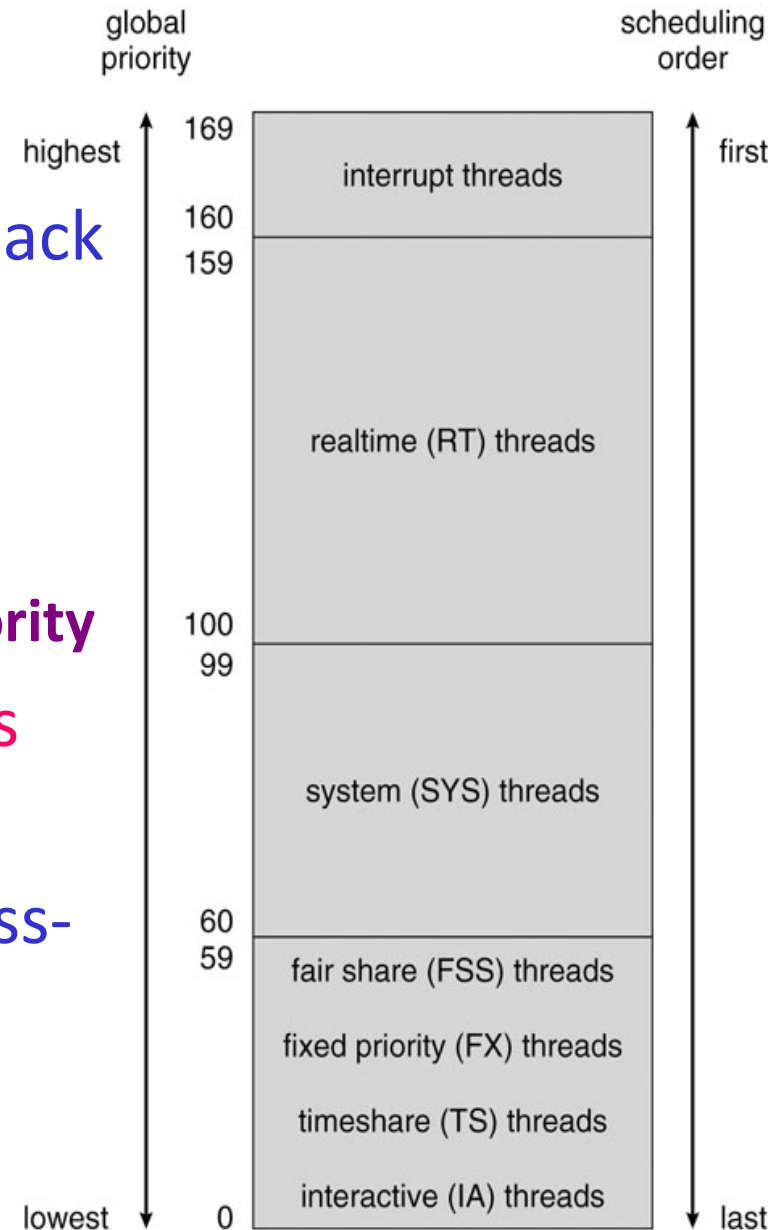 global
priority
scheduling
order
highest
169
interrupt threads
first
160
ack
159
realtime (RT) threads
ority
100
99
s
system (SYS) threads
ss-
60
59
fair share (FSS) threads
fixed priority (FX) threads
timeshare (TS) threads
interactive (IA) threads
lowest
0
last